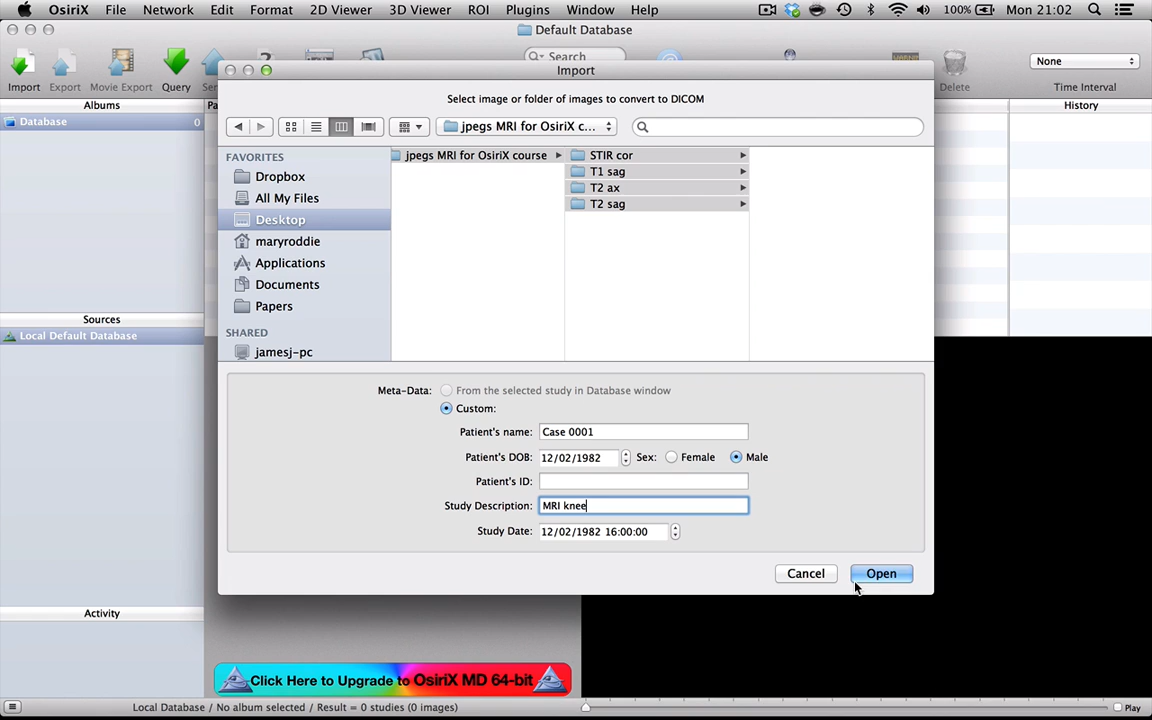 OsiriX File Network Windows Edit Format 2D Viewer 3D Viewer ROI Plugins Window Help 100% Mon 21:02
Default Database
Search
None
Import Export Movie Export Query Delete Time Interval
Import
Select image or folder of images to convert to DICOM
jpegs MRI for OsiriX c...
Albums
Database 0
History
FAVORITES
Dropbox
All My Files
Desktop
maryroddie
Applications
Documents
Papers
SHARED
jamesj-pc
jpegs MRI for OsiriX course
STIR cor
T1 sag
T2 ax
T2 sag
Sources
Local Default Database
Meta-Data: From the selected study in Database window
Custom:
Patient's name: Case 0001
Patient's DOB: 12/02/1982 Sex: Female Male
Patient's ID:
Study Description: MRI knee
Study Date: 12/02/1982 16:00:00
Cancel Open
Activity
Click Here to Upgrade to OsiriX MD 64-bit
Local Database / No album selected / Result = 0 studies (0 images)
Play